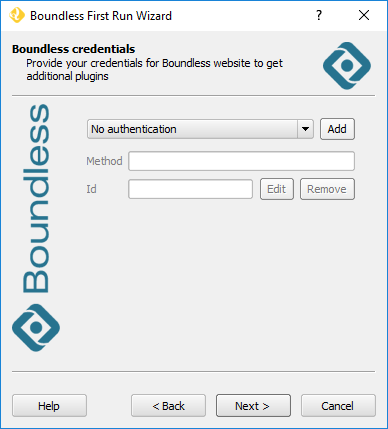 Boundless First Run Wizard
Boundless credentials
Provide your credentials for Boundless website to get
additional plugins
Boundless
No authentication
Add
Method
Id
Edit
Remove
Help
< Back
Next >
Cancel